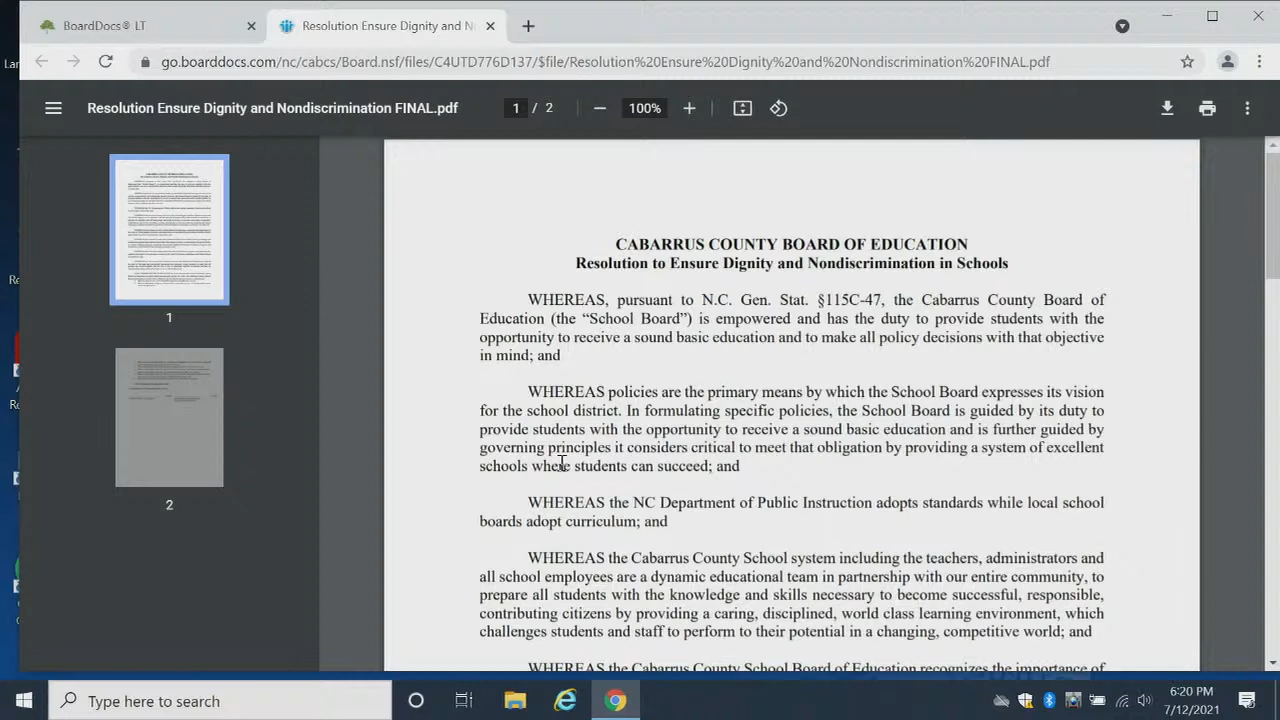 BoardDocs® LT
Resolution Ensure Dignity and N
go.boarddocs.com/nc/cabcs/Board.nsf/files/C4UTD776D137/$file/Resolution%20Ensure%20Dignity%20and%20Nondiscrimination%20FINAL.pdf
Resolution Ensure Dignity and Nondiscrimination FINAL.pdf
1 / 2
100%
1
2
CABARRUS COUNTY BOARD OF EDUCATION
Resolution to Ensure Dignity and Nondiscrimination in Schools
WHEREAS, pursuant to N.C. Gen. Stat. §115C-47, the Cabarrus County Board of
Education (the “School Board”) is empowered and has the duty to provide students with the
opportunity to receive a sound basic education and to make all policy decisions with that objective
in mind; and
WHEREAS policies are the primary means by which the School Board expresses its vision
for the school district. In formulating specific policies, the School Board is guided by its duty to
provide students with the opportunity to receive a sound basic education and is further guided by
governing principles it considers critical to meet that obligation by providing a system of excellent
schools where students can succeed; and
WHEREAS the NC Department of Public Instruction adopts standards while local school
boards adopt curriculum; and
WHEREAS the Cabarrus County School system including the teachers, administrators and
all school employees are a dynamic educational team in partnership with our entire community, to
prepare all students with the knowledge and skills necessary to become successful, responsible,
contributing citizens by providing a caring, disciplined, world class learning environment, which
challenges students and staff to perform to their potential in a changing, competitive world; and
WHEREAS the Cabarrus County School Board of Education recognizes the importance of
Type here to search
6:20 PM
7/12/2021